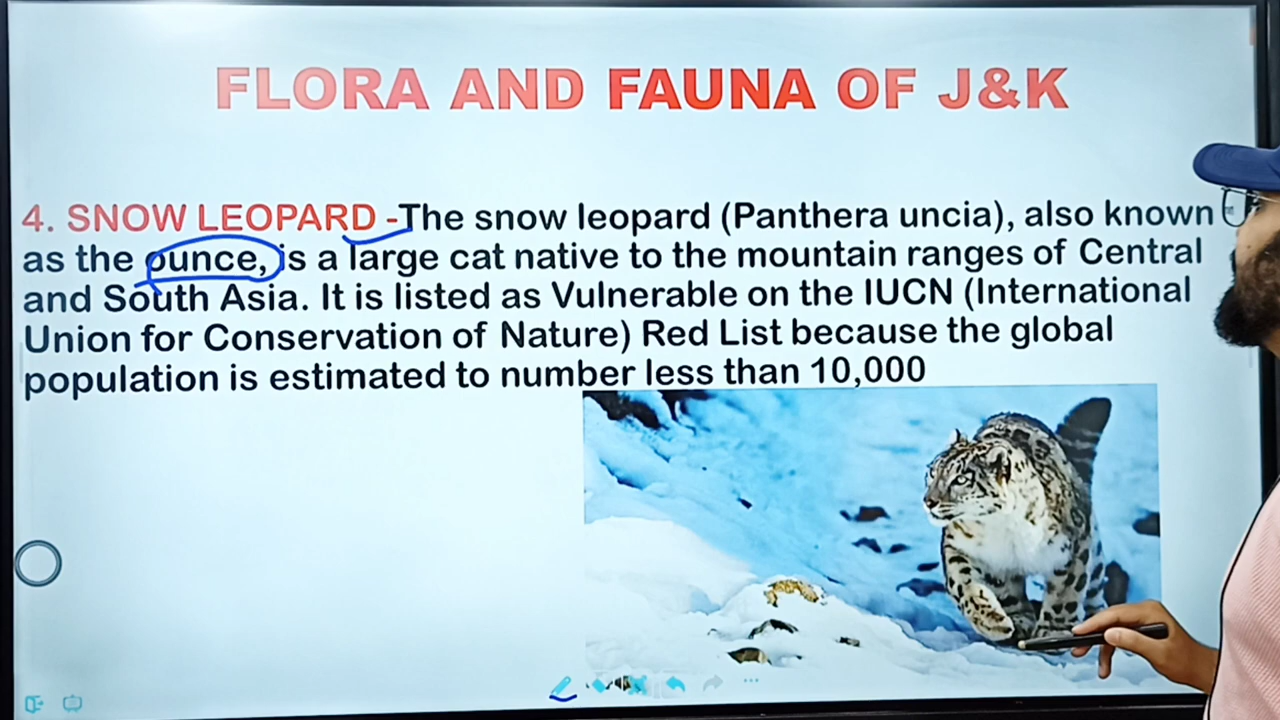 FLORA AND FAUNA OF J&K
4. SNOW LEOPARD -The snow leopard (Panthera uncia), also known
as the ounce, is a large cat native to the mountain ranges of Central
and South Asia. It is listed as Vulnerable on the IUCN (International
Union for Conservation of Nature) Red List because the global
population is estimated to number less than 10,000